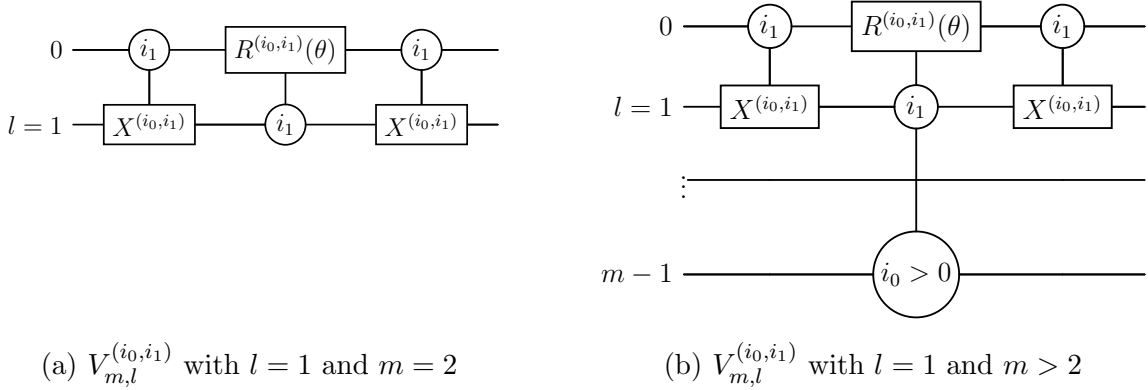 0 i₁ R^{(i₀,i₁)}(θ) i₁
l = 1 X^{(i₀,i₁)} i₁ X^{(i₀,i₁)}
(a) V_{m,l}^{(i₀,i₁)} with l = 1 and m = 2
0 i₁ R^{(i₀,i₁)}(θ) i₁
l = 1 X^{(i₀,i₁)} i₁ X^{(i₀,i₁)}
⋮
m − 1 i₀ > 0
(b) V_{m,l}^{(i₀,i₁)} with l = 1 and m > 2